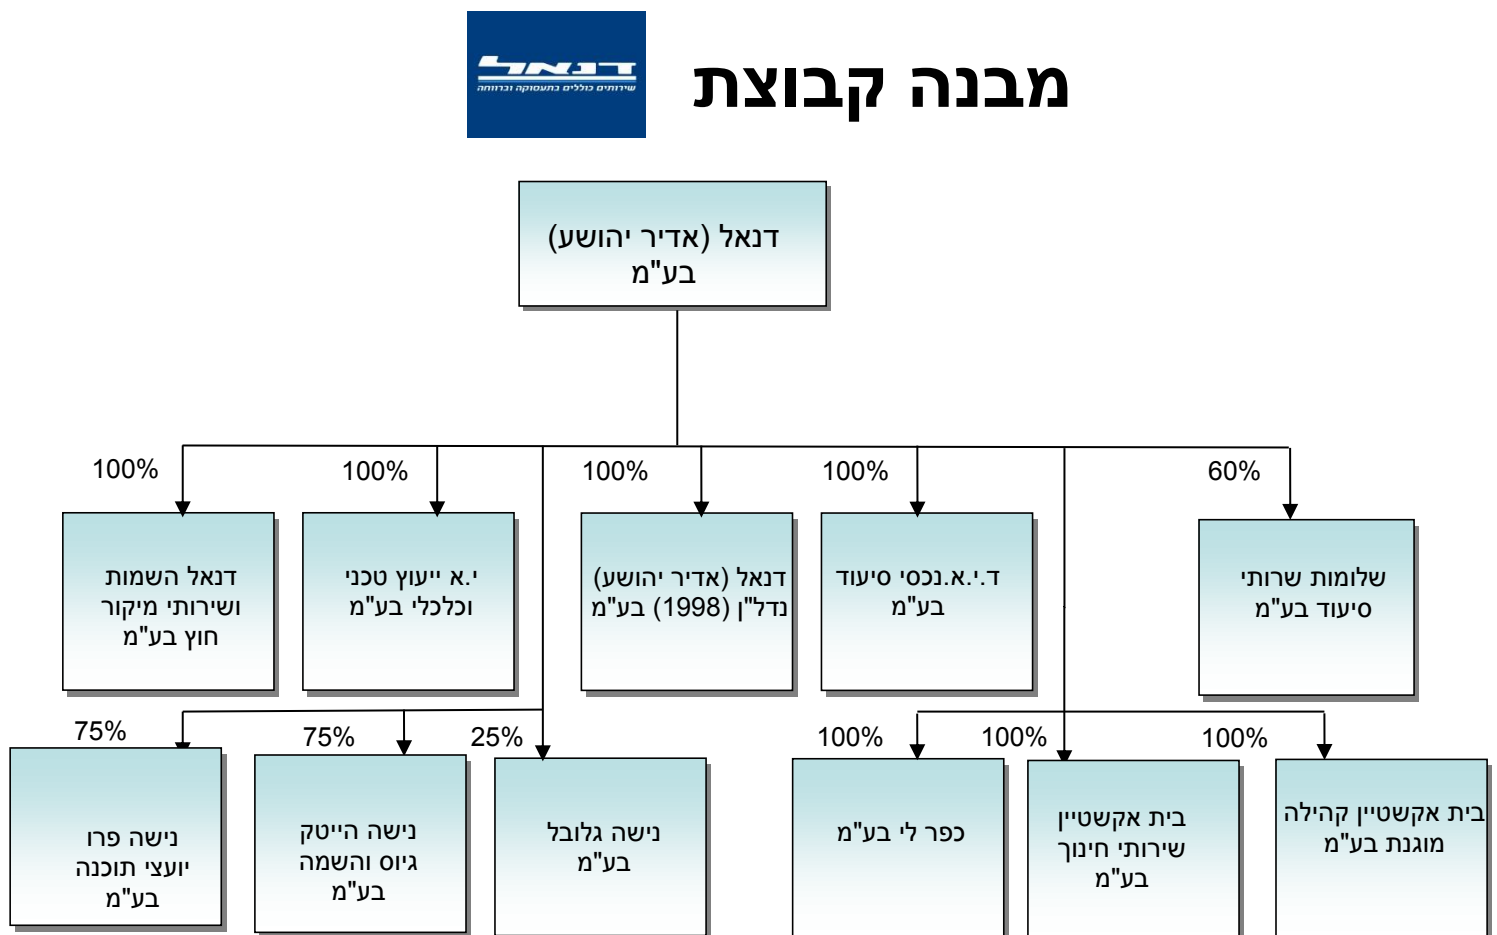 מבנה קבוצת
דנאל
שירותים כוללים בתעסוקה וברווחה
דנאל (אדיר יהושע)
בע"מ
60%
100%
100%
100%
100%
שלומות שרותי
סיעוד בע"מ
ד.י.א.נכסי סיעוד
בע"מ
דנאל (אדיר יהושע)
נדל"ן (1998) בע"מ
י.א ייעוץ טכני
וכלכלי בע"מ
דנאל השמות
ושירותי מיקור
חוץ בע"מ
100%
100%
100%
25%
75%
75%
בית אקשטיין קהילה
מוגנת בע"מ
בית אקשטיין
שירותי חינוך
בע"מ
כפר לי בע"מ
נישה גלובל
בע"מ
נישה הייטק
גיוס והשמה
בע"מ
נישה פרו
יועצי תוכנה
בע"מ